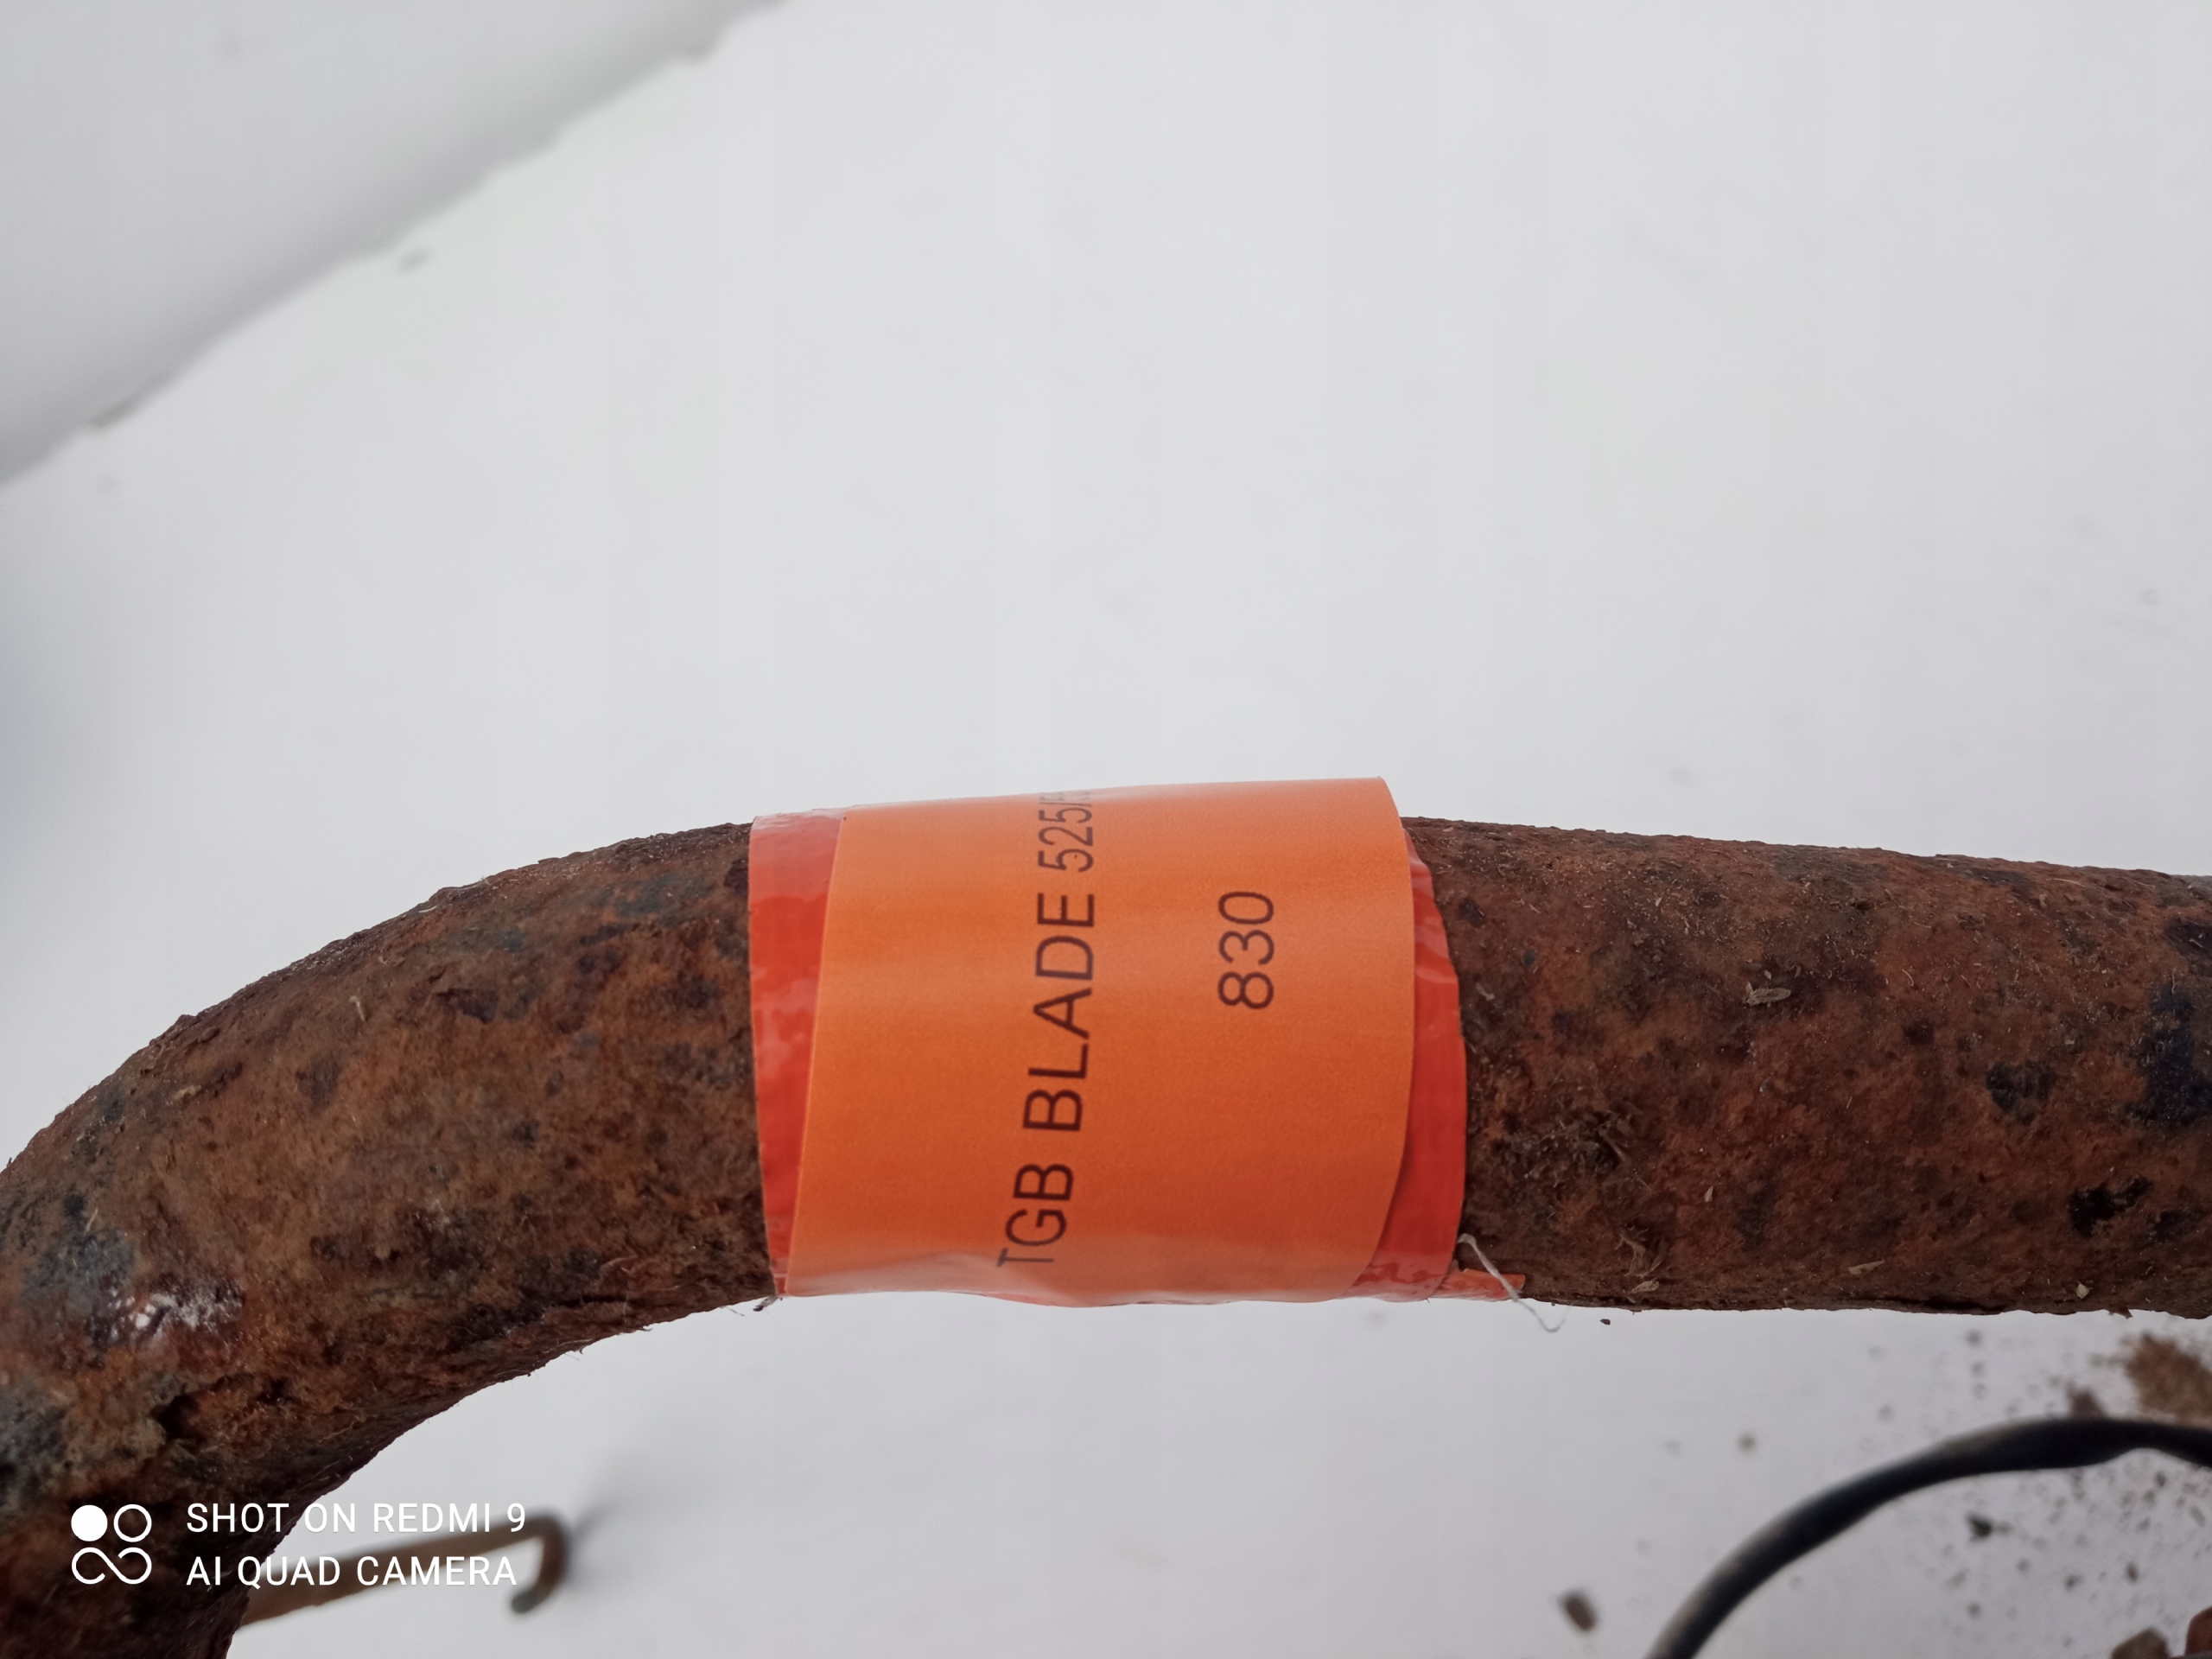 TGB BLADE 525/
830
SHOT ON REDMI 9
AI QUAD CAMERA